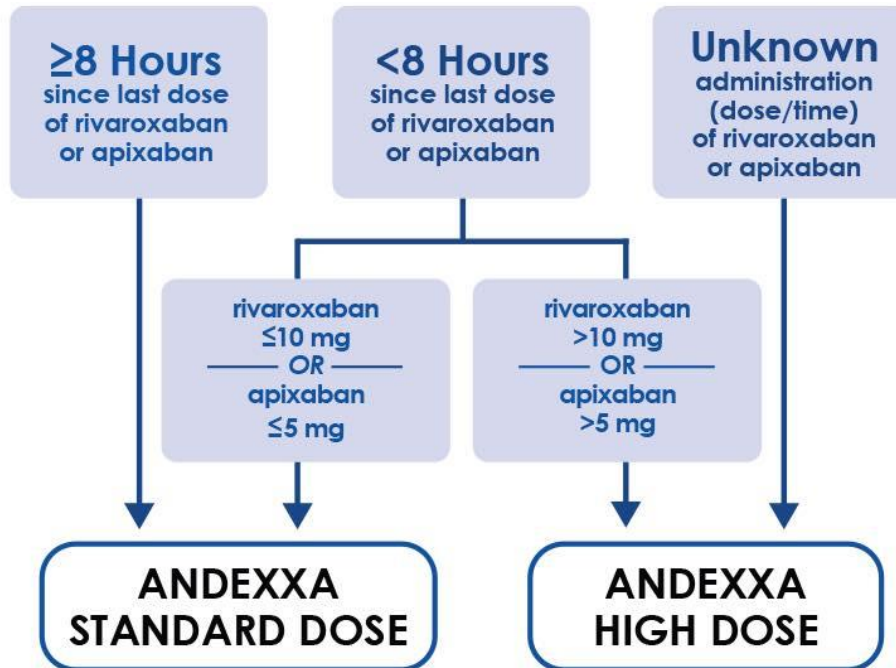 ≥8 Hours
since last dose
of rivaroxaban
or apixaban
<8 Hours
since last dose
of rivaroxaban
or apixaban
Unknown
administration
(dose/time)
of rivaroxaban
or apixaban
rivaroxaban
≤10 mg
OR
apixaban
≤5 mg
rivaroxaban
>10 mg
OR
apixaban
>5 mg
ANDEXXA
STANDARD DOSE
ANDEXXA
HIGH DOSE